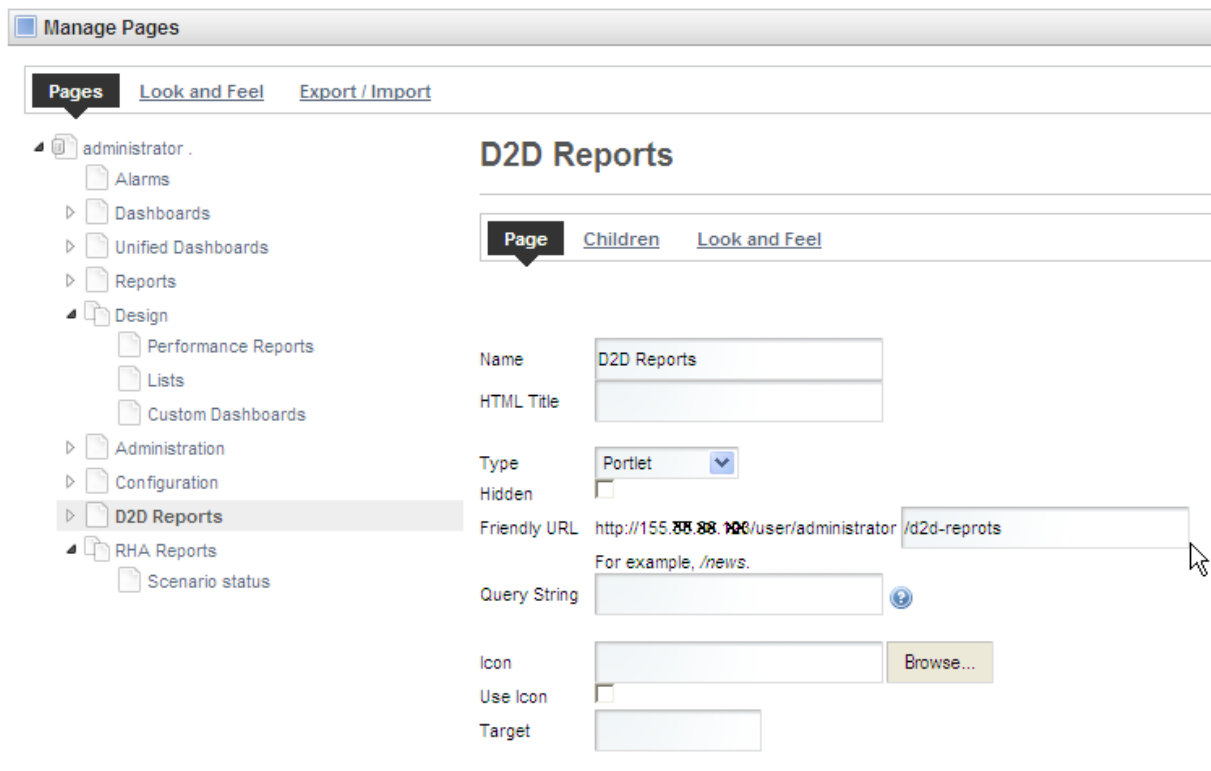 Manage Pages
Pages Look and Feel Export / Import
administrator .
Alarms
Dashboards
Unified Dashboards
Reports
Design
Performance Reports
Lists
Custom Dashboards
Administration
Configuration
D2D Reports
RHA Reports
Scenario status
D2D Reports
Page Children Look and Feel
Name D2D Reports
HTML Title
Type Portlet
Hidden
Friendly URL http://155. /user/administrator /d2d-reprots
For example, /news.
Query String
Icon Browse...
Use Icon
Target